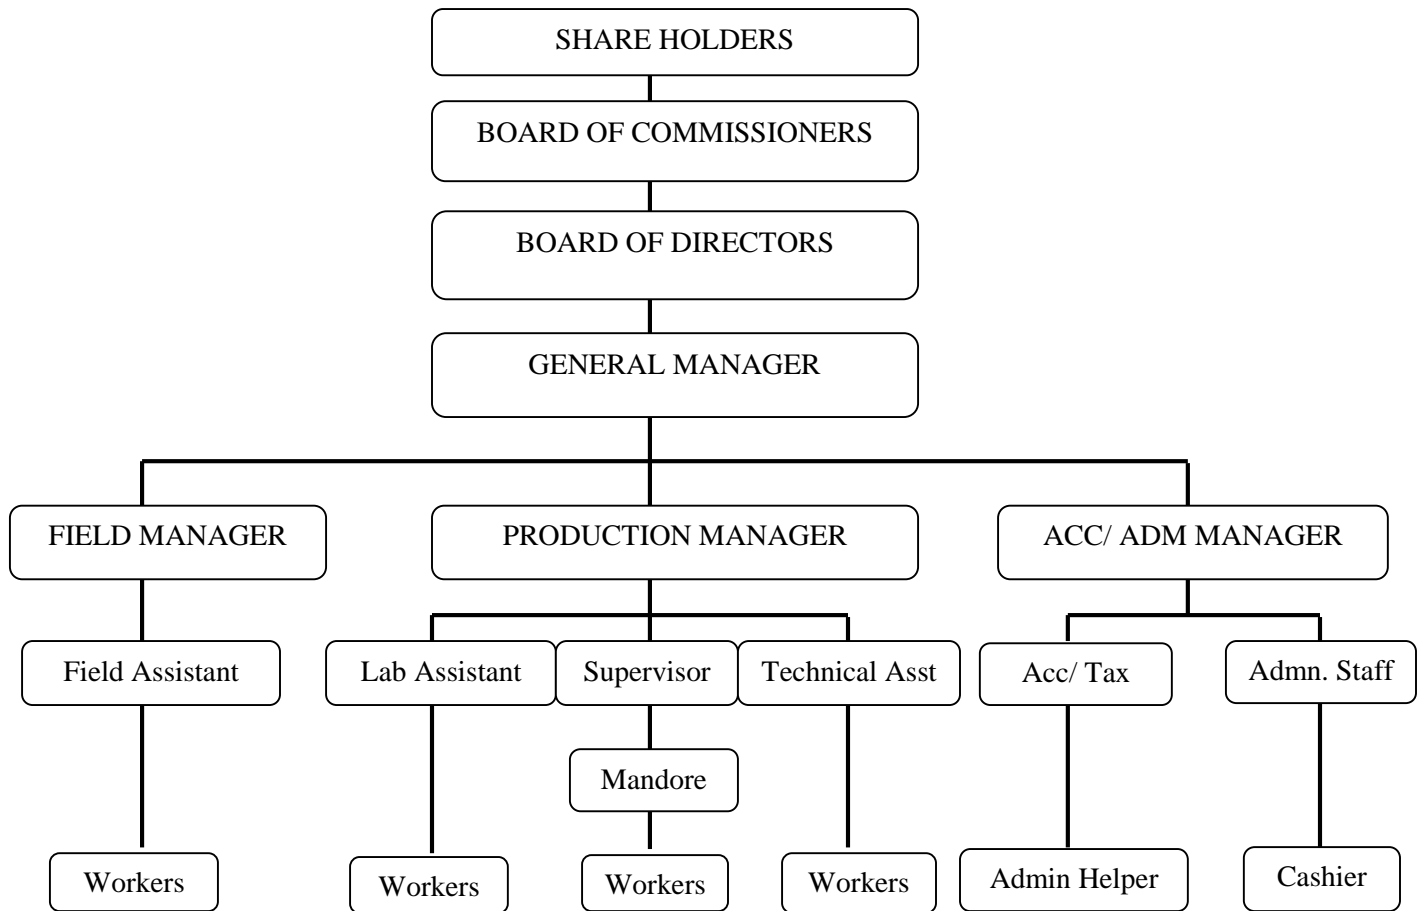 SHARE HOLDERS
BOARD OF COMMISSIONERS
BOARD OF DIRECTORS
GENERAL MANAGER
FIELD MANAGER
PRODUCTION MANAGER
ACC/ ADM MANAGER
Field Assistant
Lab Assistant
Supervisor
Technical Asst
Acc/ Tax
Admn. Staff
Mandore
Workers
Workers
Workers
Workers
Admin Helper
Cashier